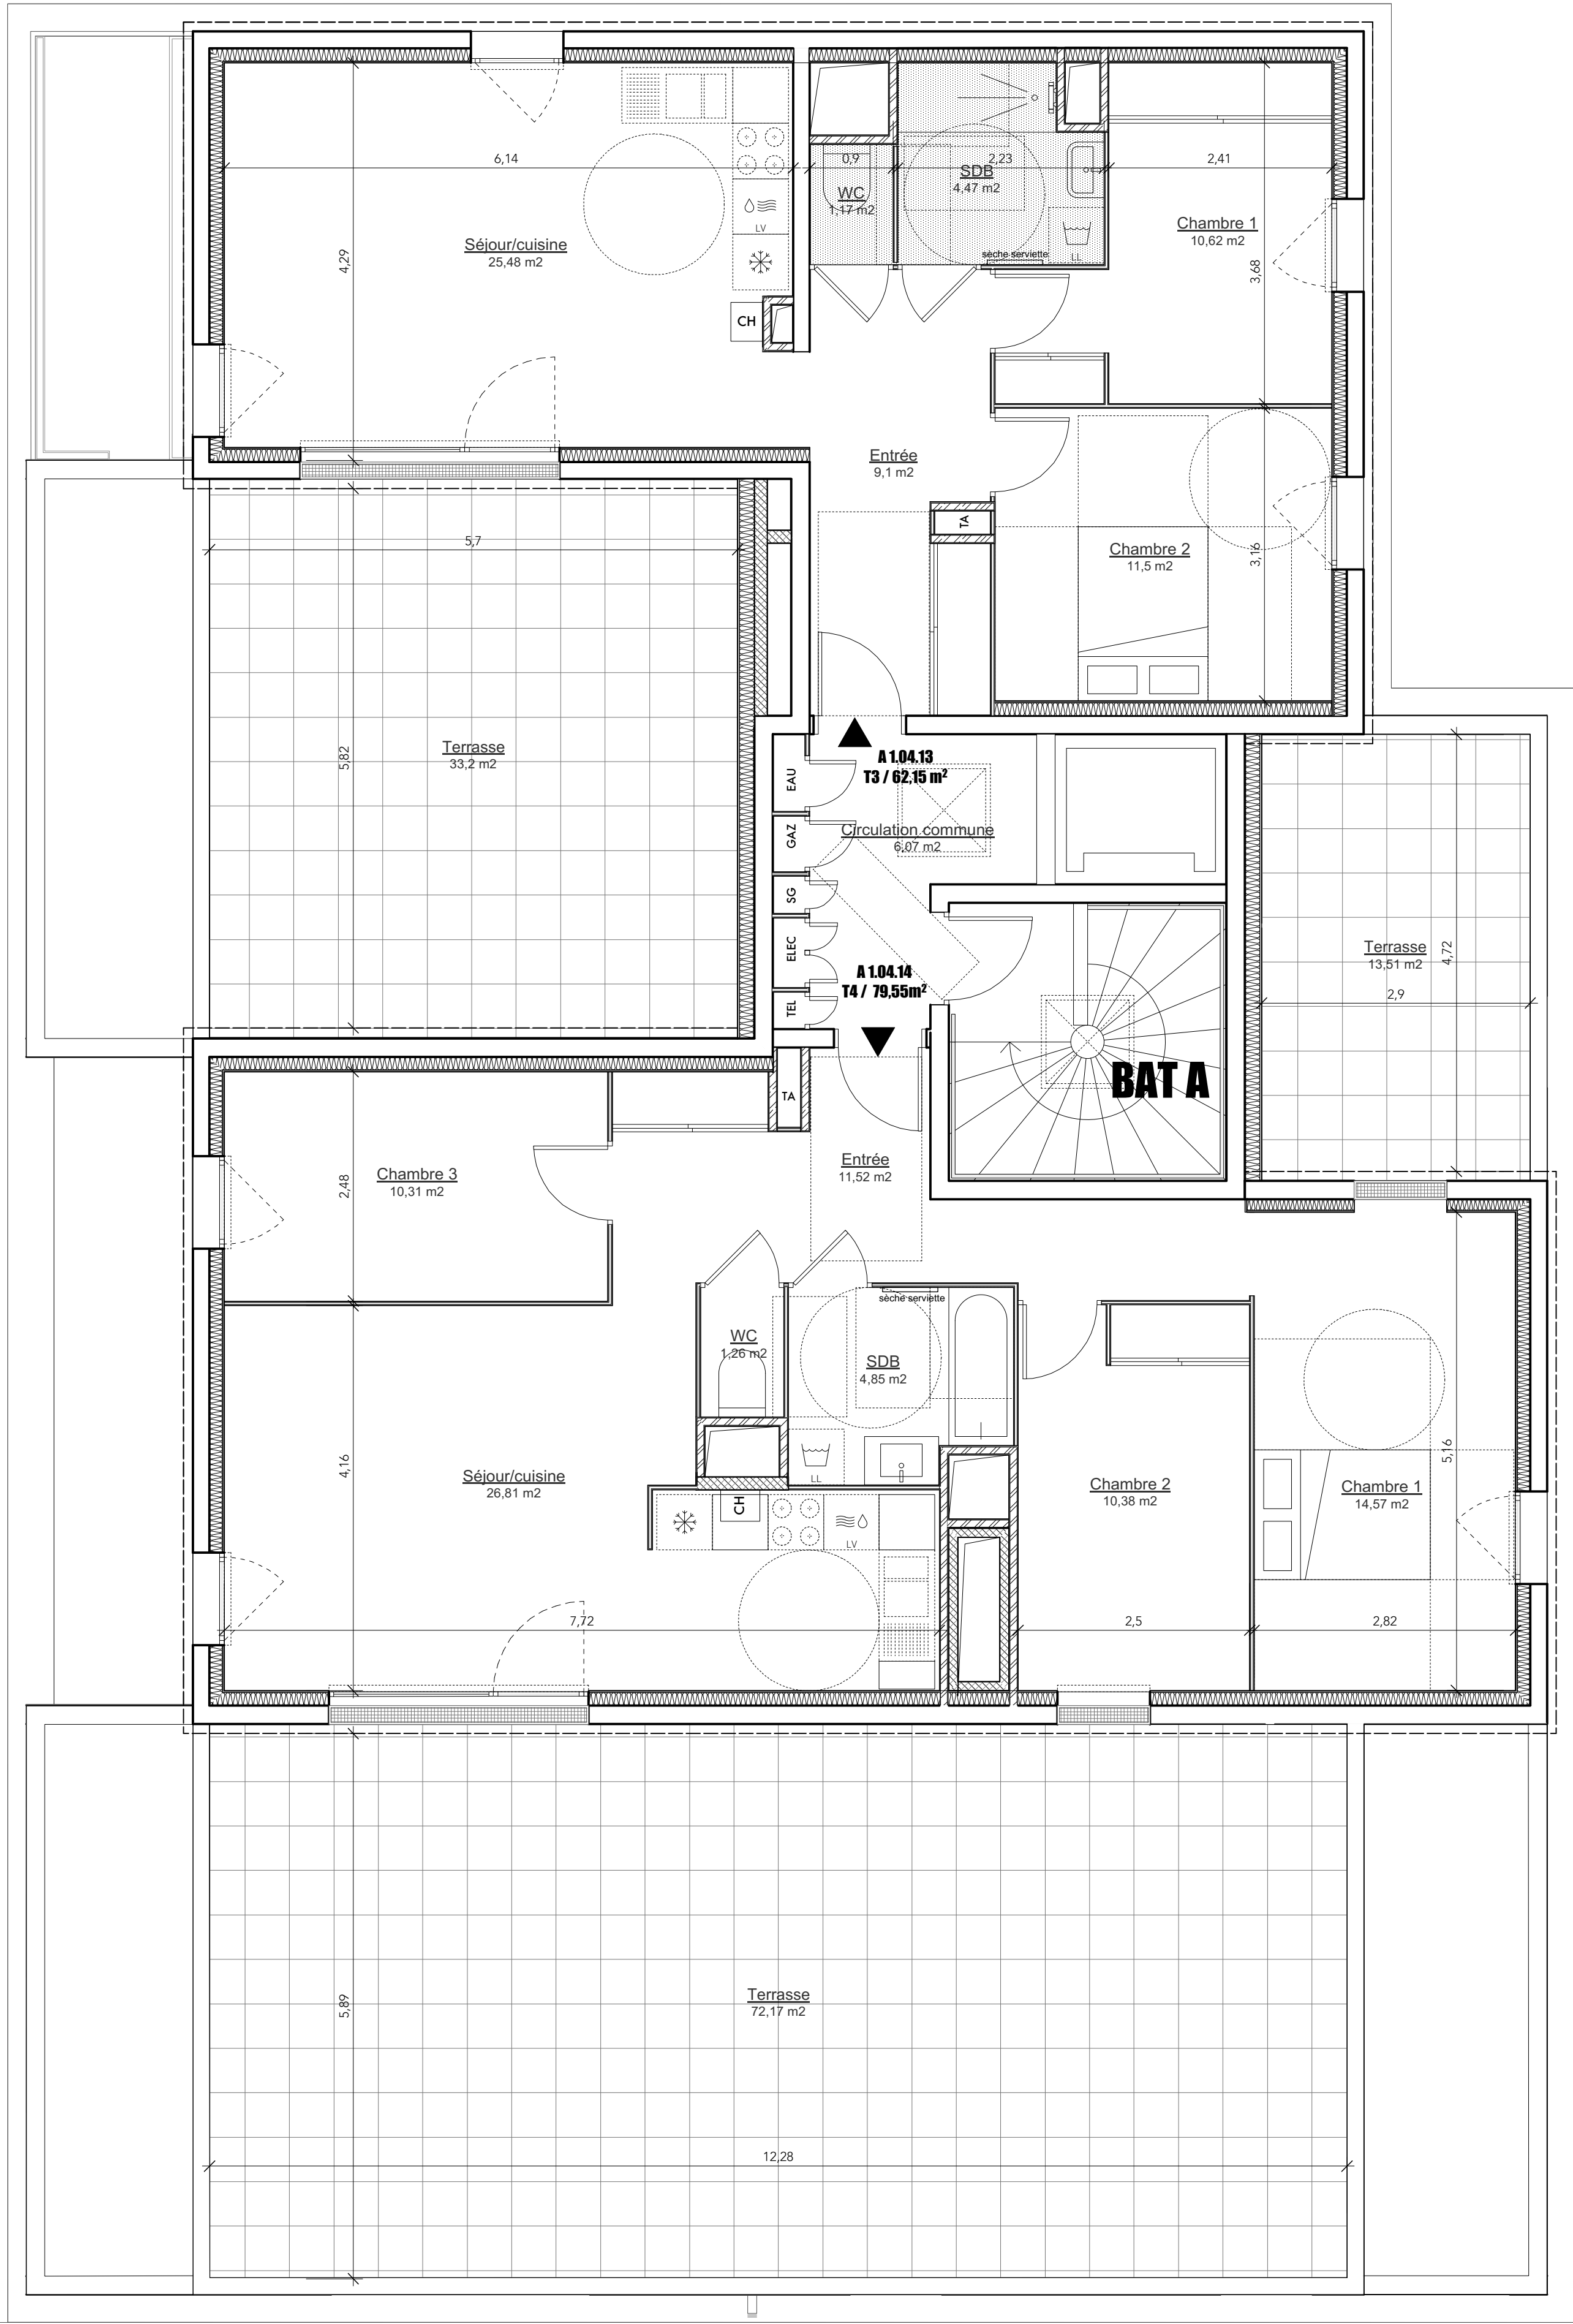 6,14
0,9
2,23
2,41
SDB
4,47 m2
WC
1,17 m2
LV
LL
sèche serviette
Séjour/cuisine
25,48 m2
4,29
Chambre 1
10,62 m2
3,68
CH
Entrée
9,1 m2
TA
Chambre 2
11,5 m2
3,16
5,7
Terrasse
33,2 m2
5,82
A 1.04.13
T3 / 62,15 m²
EAU
GAZ
SG
ELEC
TEL
Circulation commune
6,07 m2
A 1.04.14
T4 / 79,55m²
Terrasse
13,51 m2
4,72
2,9
BAT A
TA
Entrée
11,52 m2
Chambre 3
10,31 m2
2,48
sèche serviette
WC
1,26 m2
SDB
4,85 m2
LL
4,16
Séjour/cuisine
26,81 m2
CH
LV
Chambre 2
10,38 m2
Chambre 1
14,57 m2
5,16
7,72
2,5
2,82
Terrasse
72,17 m2
5,89
12,28